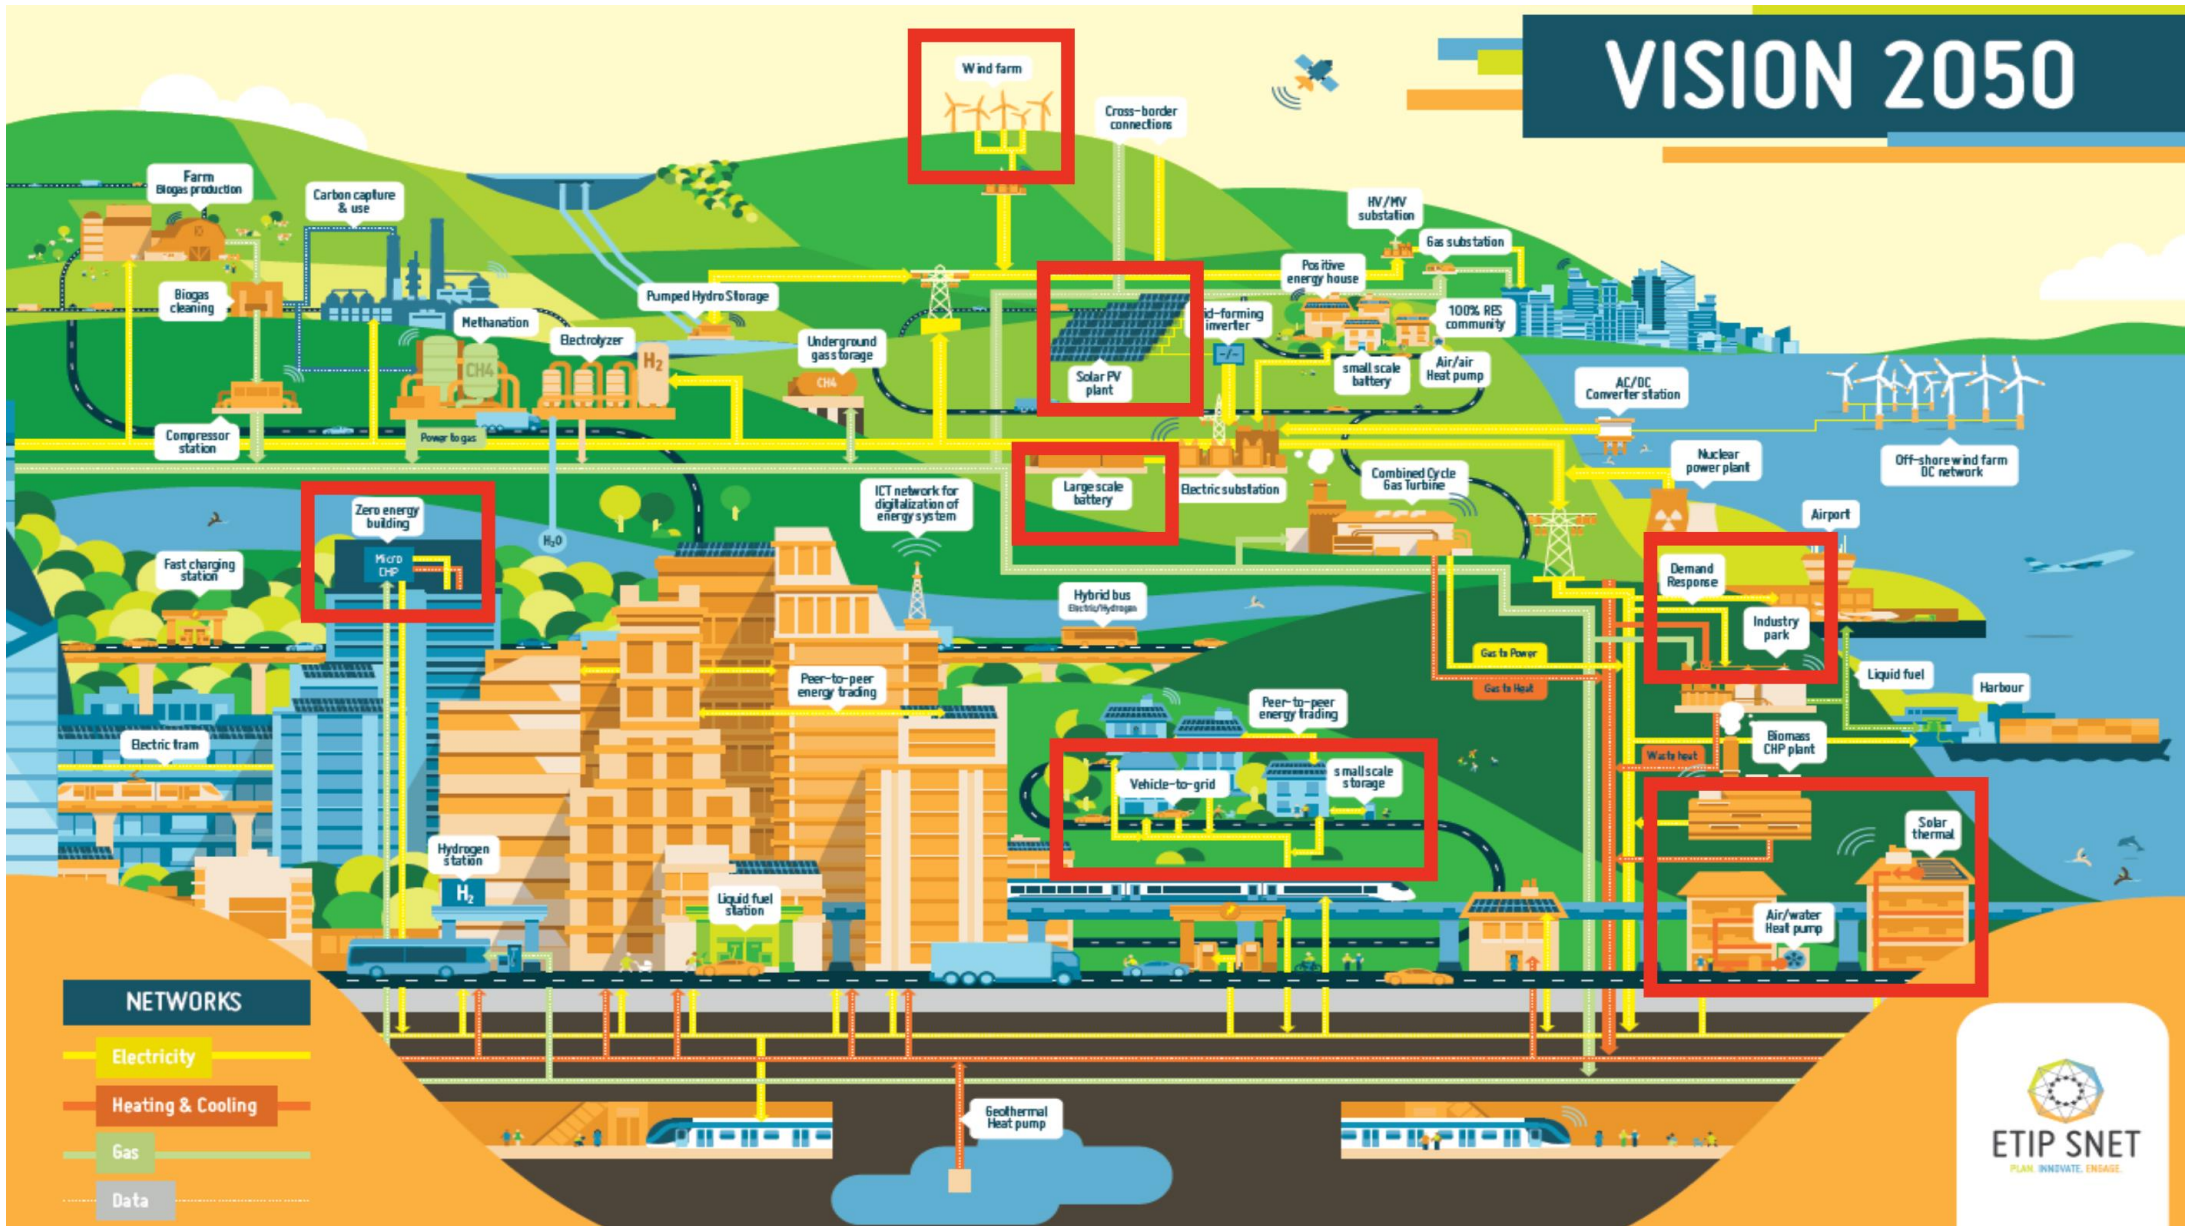 VISION 2050
Wind farm
Cross-border
connections
Farm
Biogas production
Carbon capture
& use
HV/MV
substation
Gas substation
Positive
energy house
Biogas
cleaning
Pumped Hydro Storage
Methanation
Electrolyzer
H2
CH4
Underground
gas storage
CH4
id-forming
inverter
-/~
100% RES
community
Solar PV
plant
small scale
battery
Air/air
Heat pump
AC/DC
Converter station
Compressor
station
Power to gas
Nuclear
power plant
Off-shore wind farm
DC network
Large scale
battery
Electric substation
Combined Cycle
Gas Turbine
ICT network for
digitalization of
energy system
Zero energy
building
Micro
CHP
H2O
Airport
Fast charging
station
Demand
Response
Hybrid bus
Electric/Hydrogen
Industry
park
Gas to Power
Gas to Heat
Liquid fuel
Harbour
Peer-to-peer
energy trading
Peer-to-peer
energy trading
Electric tram
Waste heat
Biomass
CHP plant
Vehicle-to-grid
small scale
storage
Solar
thermal
Hydrogen
station
H2
Liquid fuel
station
Air/water
Heat pump
NETWORKS
Electricity
Heating & Cooling
Gas
Data
Geothermal
Heat pump
ETIP SNET
PLAN. INNOVATE. ENGAGE.